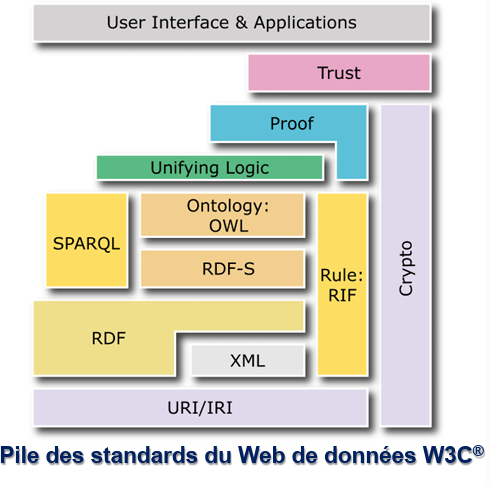 User Interface & Applications
Trust
Proof
Unifying Logic
Ontology:
OWL
SPARQL
RDF-S
Rule:
RIF
Crypto
RDF
XML
URI/IRI
Pile des standards du Web de données W3C®